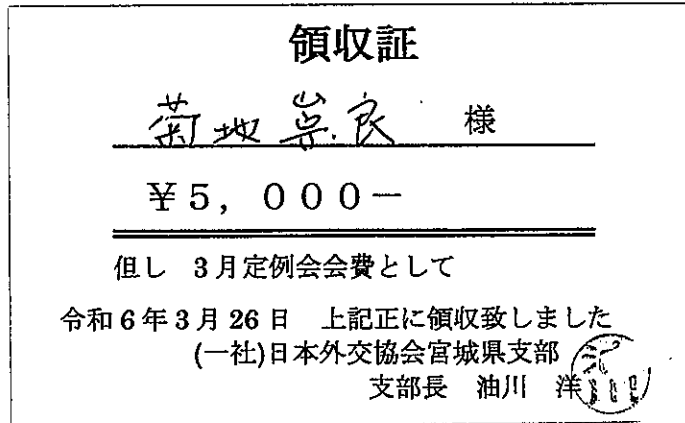 領収証
菊地崇良 様
¥5,000−
但し 3月定例会会費として
令和6年3月26日 上記正に領収致しました
(一社)日本外交協会宮城県支部
支部長 油川 洋